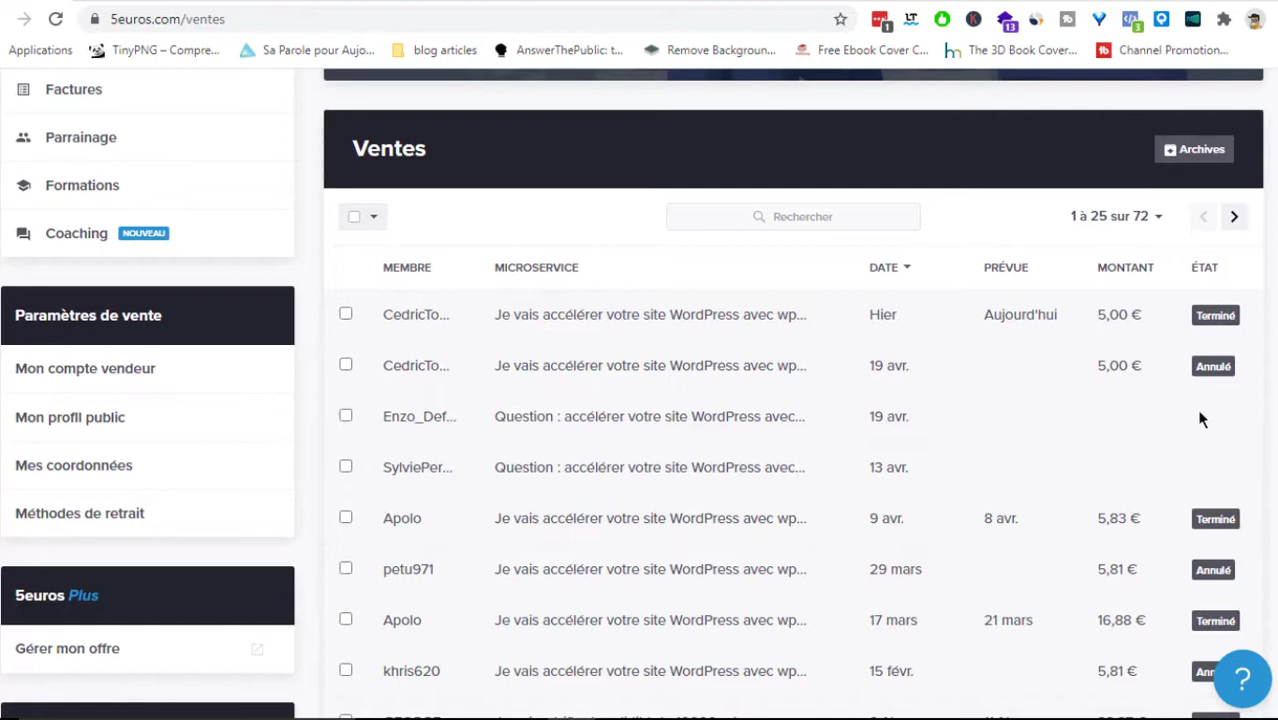 5euros.com/ventes
1
13
3
Applications TinyPNG – Compre... Sa Parole pour Aujo... blog articles AnswerThePublic: t... Remove Backgroun... Free Ebook Cover C... The 3D Book Cover... Channel Promotion...
Factures
Parrainage
Formations
Coaching NOUVEAU
Paramètres de vente
Mon compte vendeur
Mon profil public
Mes coordonnées
Méthodes de retrait
5euros Plus
Gérer mon offre
Ventes Archives
Rechercher 1 à 25 sur 72
MEMBRE MICROSERVICE DATE PRÉVUE MONTANT ÉTAT
CedricTo... Je vais accélérer votre site WordPress avec wp... Hier Aujourd'hui 5,00 € Terminé
CedricTo... Je vais accélérer votre site WordPress avec wp... 19 avr. 5,00 € Annulé
Enzo_Def... Question : accélérer votre site WordPress avec... 19 avr.
SylviePer... Question : accélérer votre site WordPress avec... 13 avr.
Apolo Je vais accélérer votre site WordPress avec wp... 9 avr. 8 avr. 5,83 € Terminé
petu971 Je vais accélérer votre site WordPress avec wp... 29 mars 5,81 € Annulé
Apolo Je vais accélérer votre site WordPress avec wp... 17 mars 21 mars 16,88 € Terminé
khris620 Je vais accélérer votre site WordPress avec wp... 15 févr. 5,81 €
?